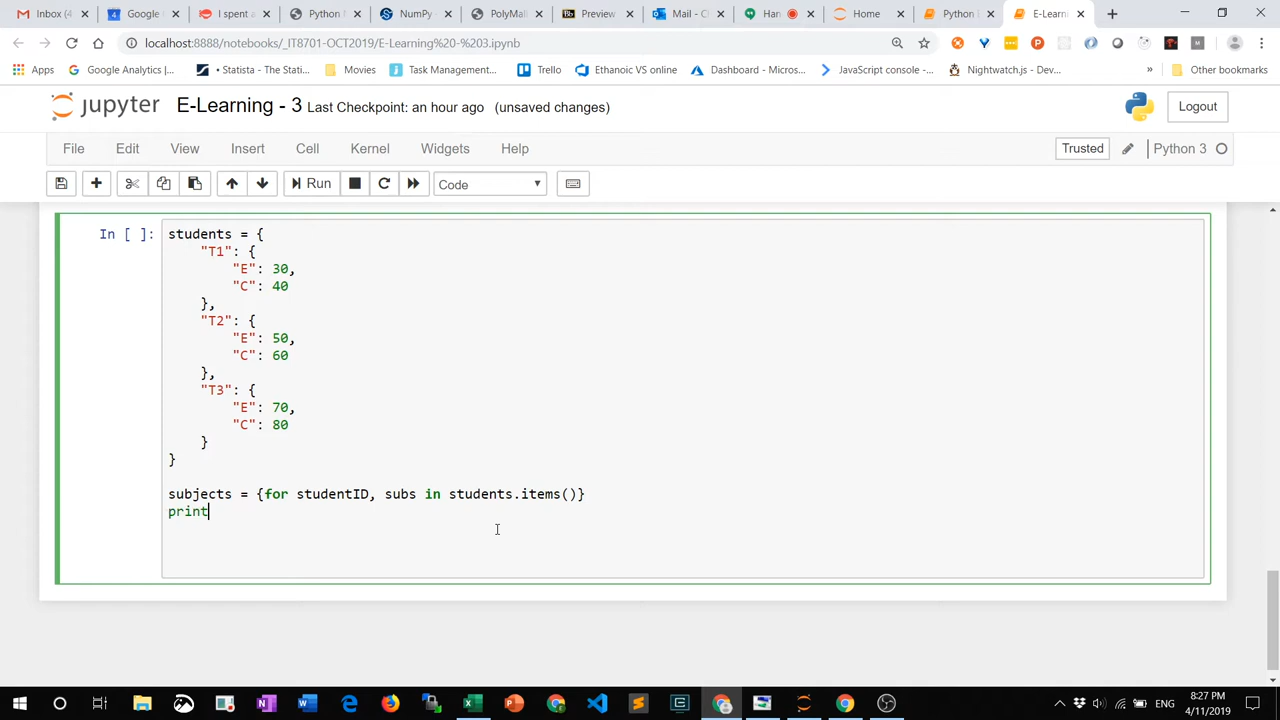 Inbox (4
Google
I spent a
Python
NumPy
PolyMall
Preview
Mail - C
Han
Home
Python
E-Learni
localhost:8888/notebooks/_IT8701-OCT2019/E-Learning%20-%203.ipynb
Apps
Google Analytics |...
Statista - The Stati...
Movies
Task Management...
Trello
Ethanoic VS online
Dashboard - Micros...
JavaScript console -...
Nightwatch.js - Dev...
»
Other bookmarks
jupyter E-Learning - 3 Last Checkpoint: an hour ago (unsaved changes)
Logout
File Edit View Insert Cell Kernel Widgets Help
Trusted
Python 3
Run
Code
In [ ]:
students = {
"T1": {
"E": 30,
"C": 40
},
"T2": {
"E": 50,
"C": 60
},
"T3": {
"E": 70,
"C": 80
}
}
subjects = {for studentID, subs in students.items()}
print
ENG
8:27 PM
4/11/2019